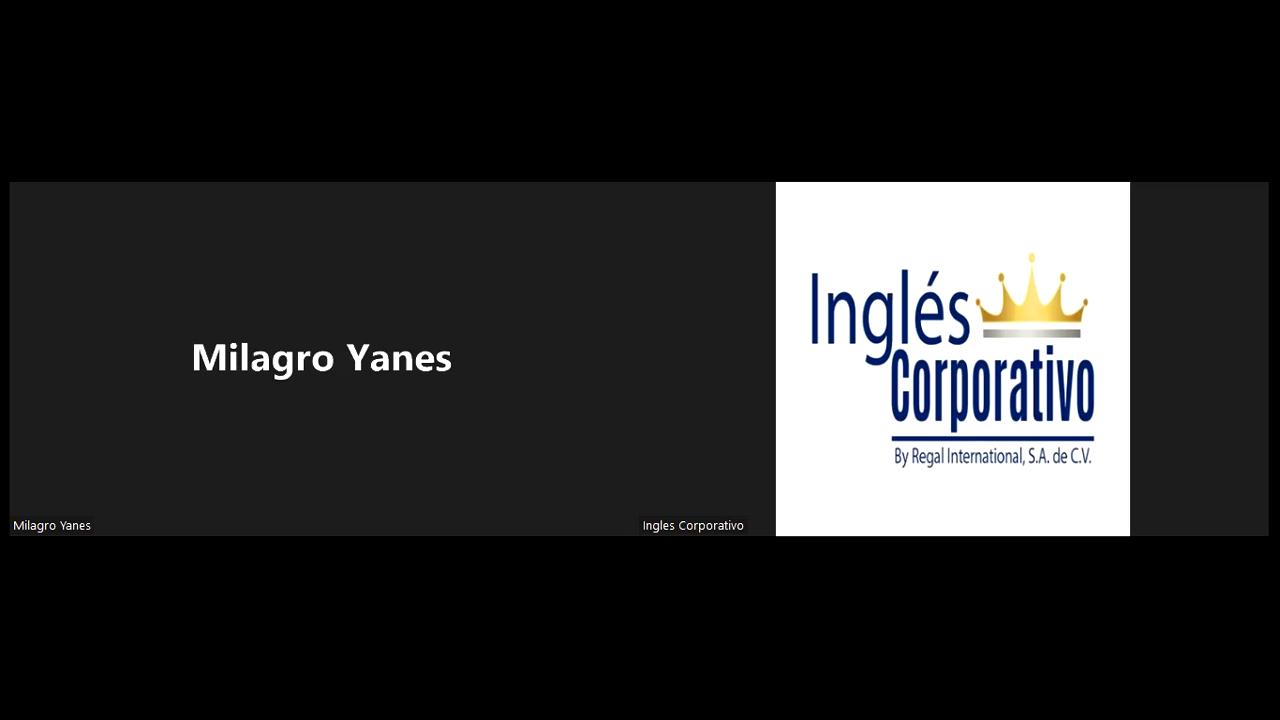 Milagro Yanes
Milagro Yanes
Inglés
Corporativo
By Regal International, S.A. de C.V.
Ingles Corporativo